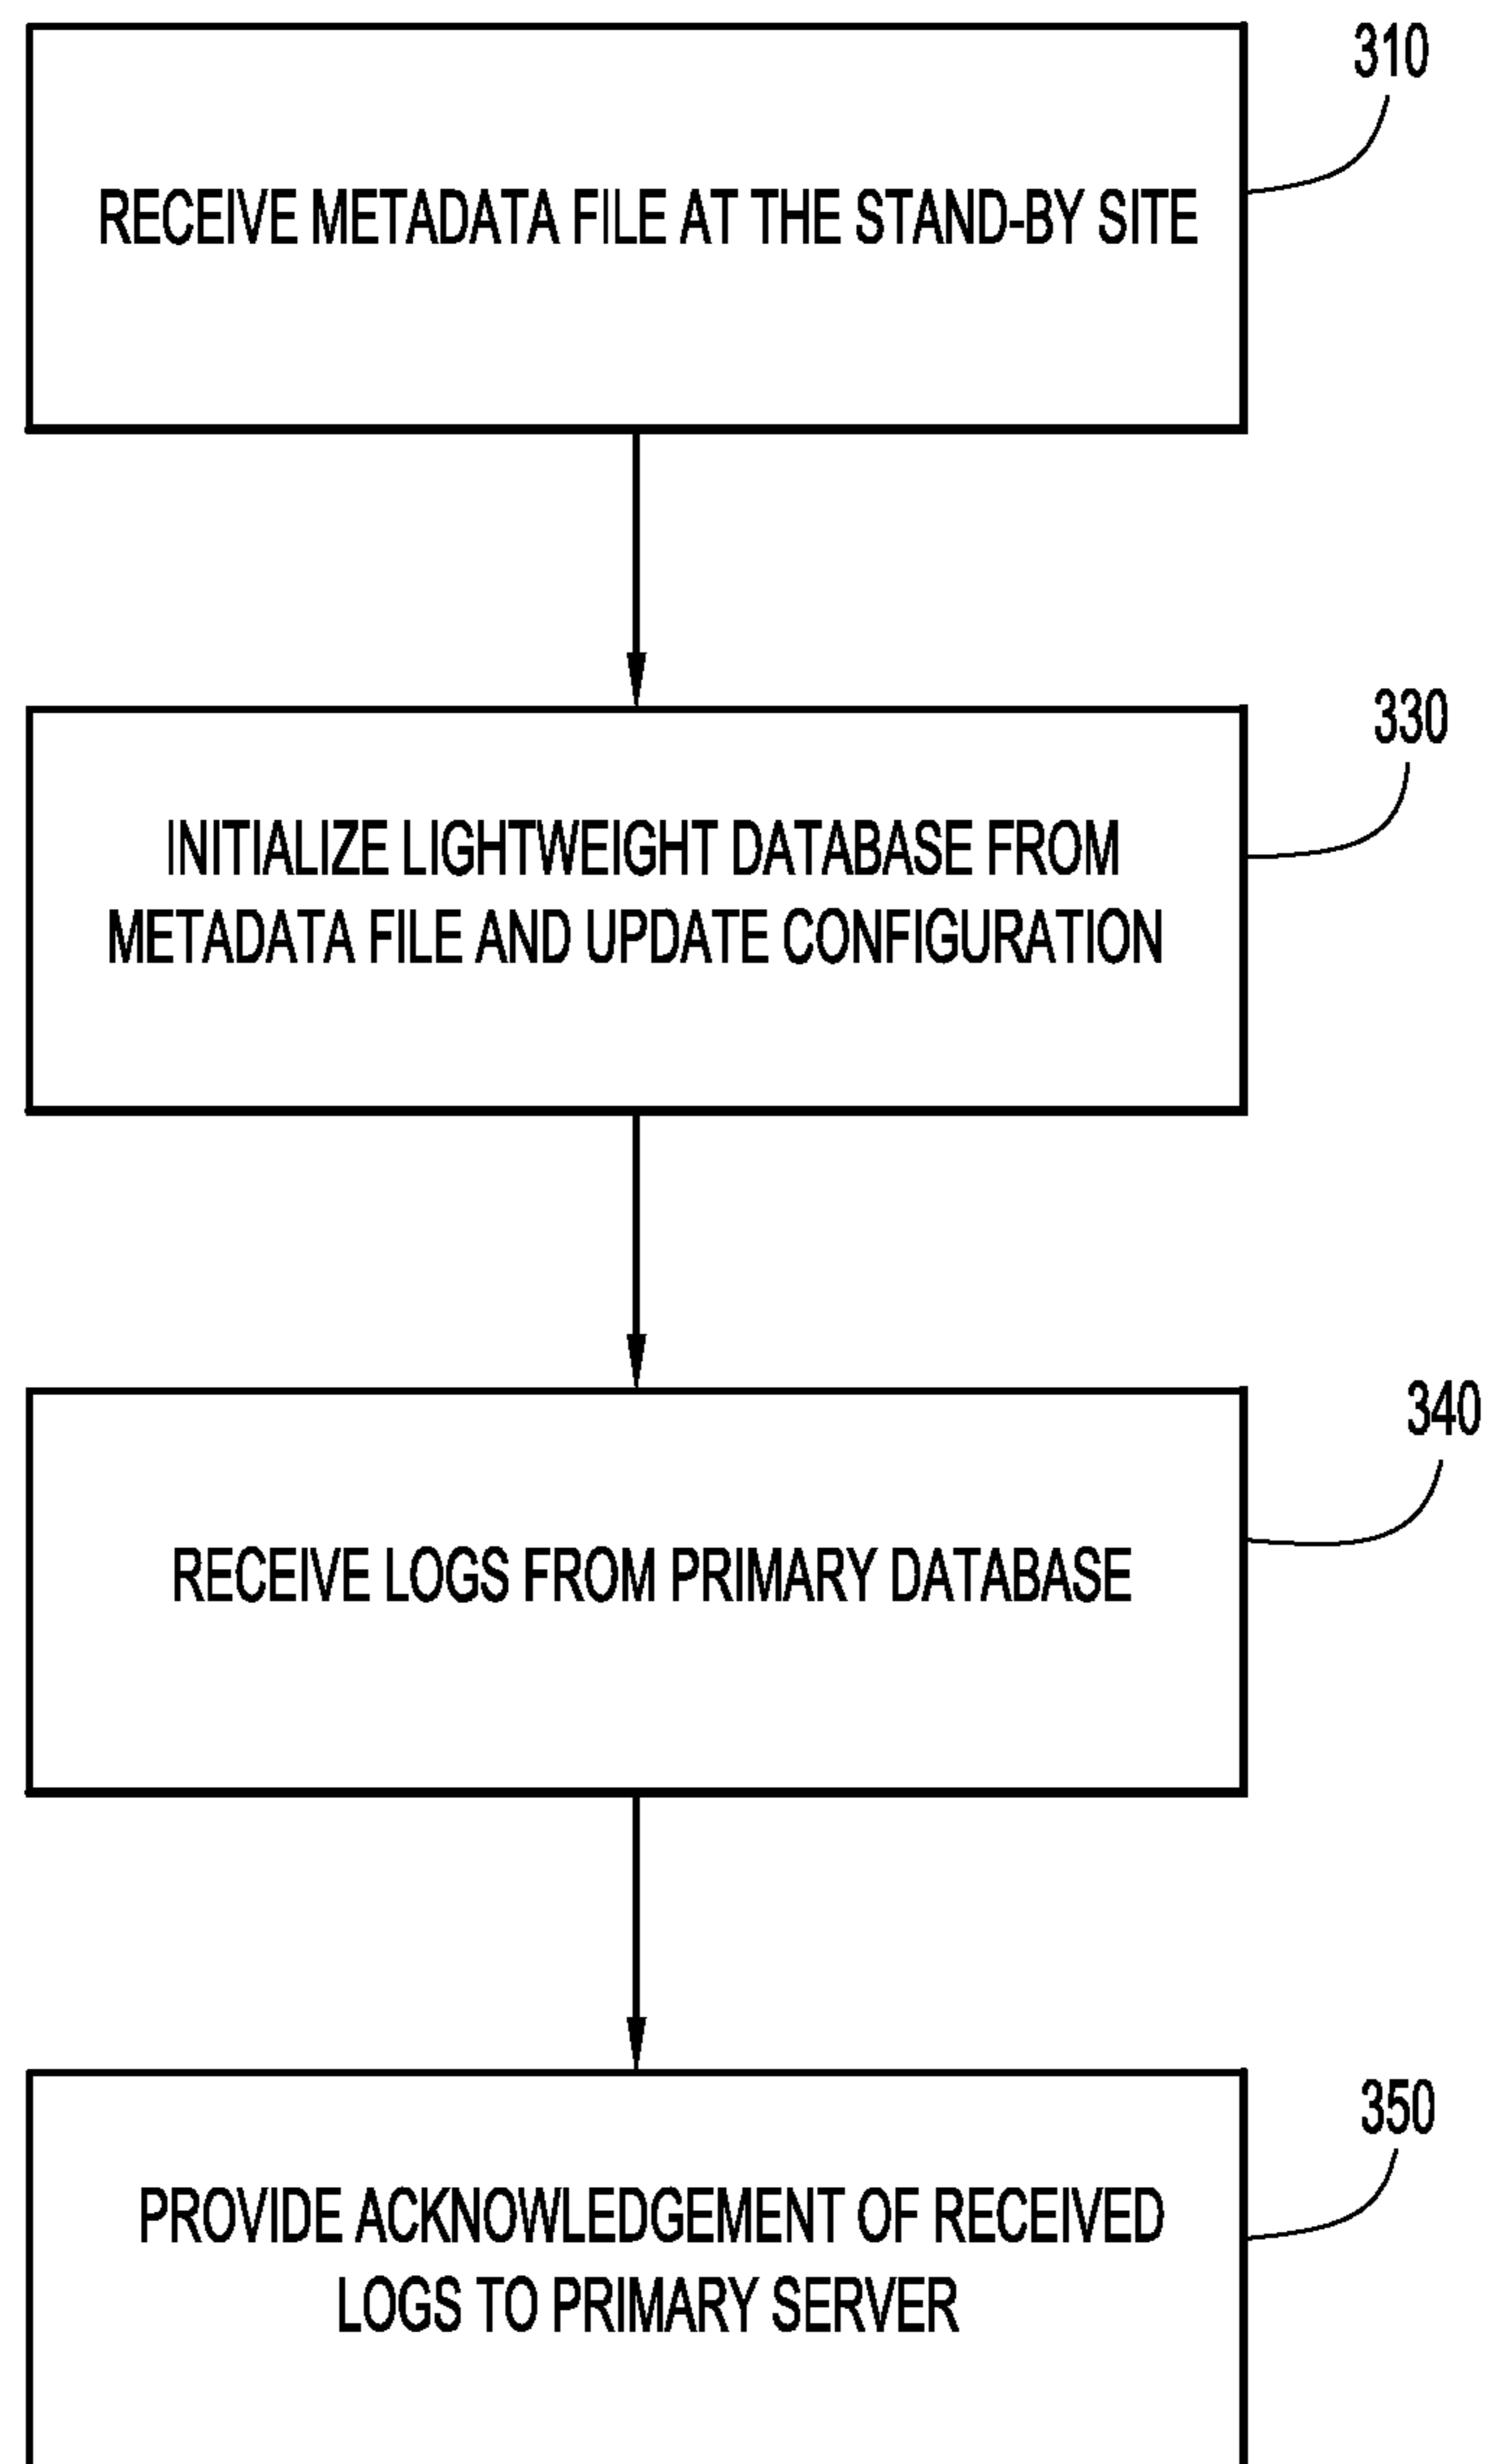 310
RECEIVE METADATA FILE AT THE STAND-BY SITE
330
INITIALIZE LIGHTWEIGHT DATABASE FROM
METADATA FILE AND UPDATE CONFIGURATION
340
RECEIVE LOGS FROM PRIMARY DATABASE
350
PROVIDE ACKNOWLEDGEMENT OF RECEIVED
LOGS TO PRIMARY SERVER